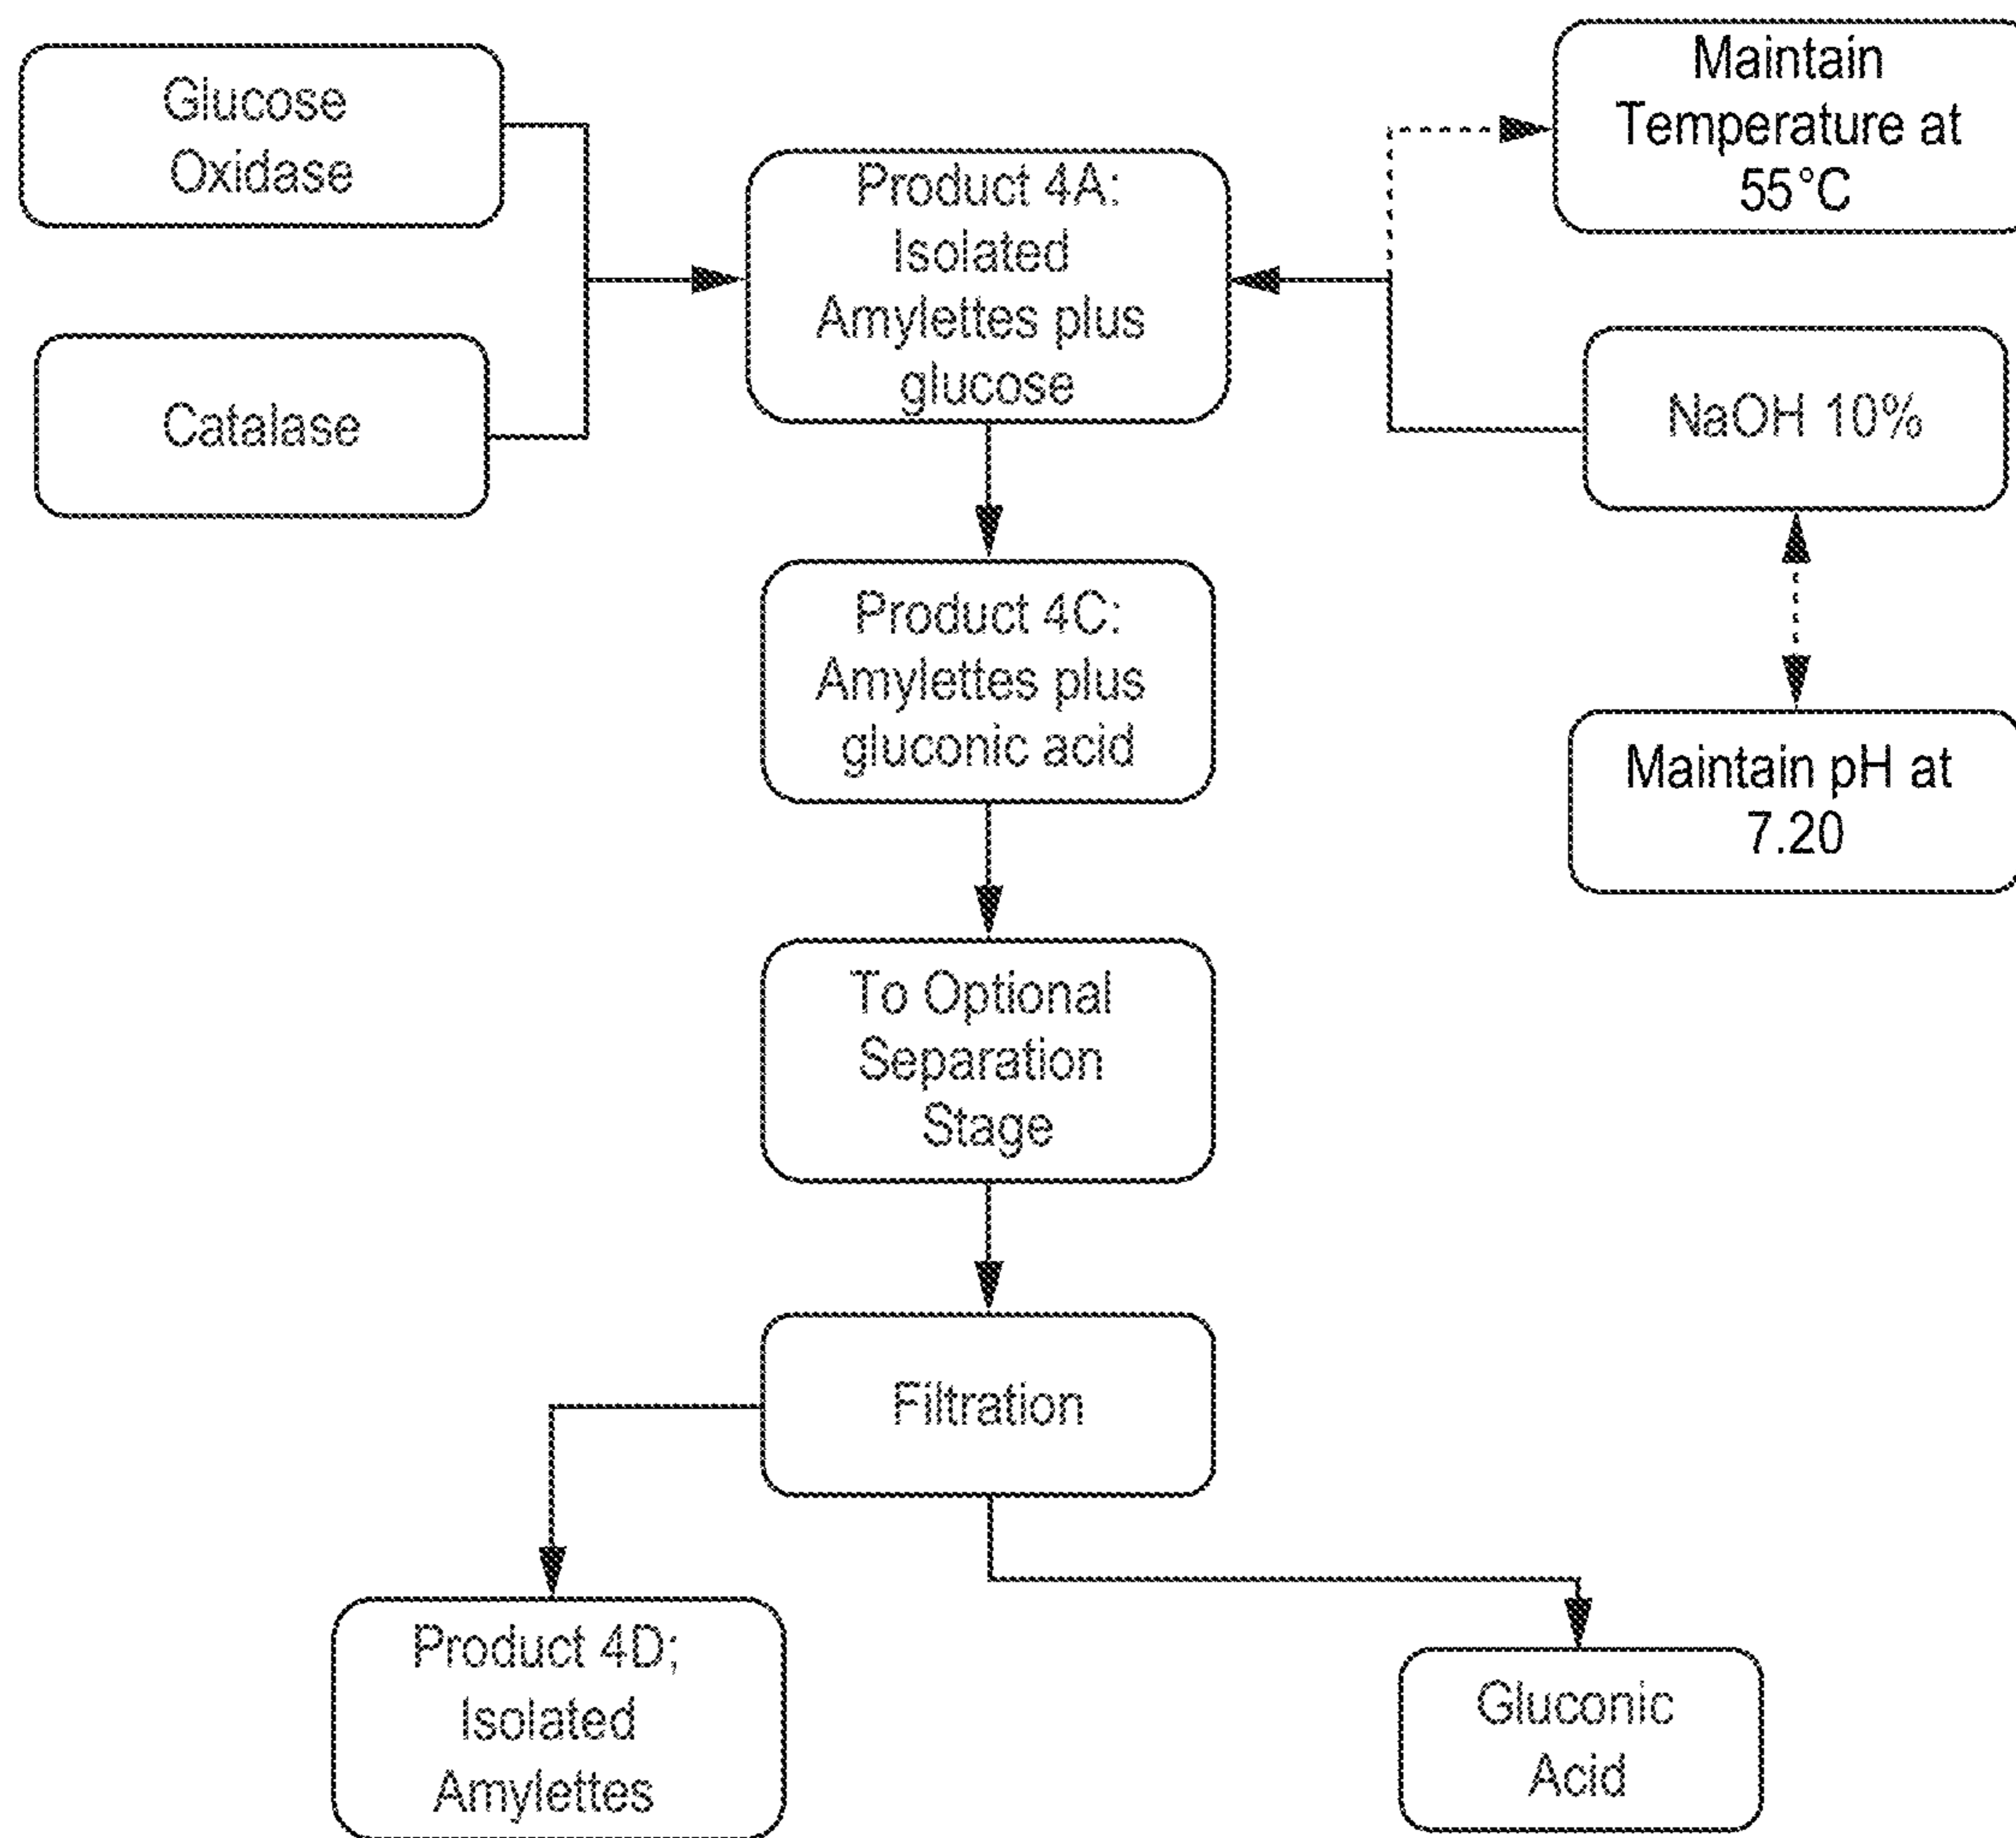 Glucose
Oxidase
Catalase
Product 4A:
Isolated
Amylettes plus
glucose
Maintain
Temperature at
55°C
NaOH 10%
Maintain pH at
7.20
Product 4C:
Amylettes plus
gluconic acid
To Optional
Separation
Stage
Filtration
Product 4D;
Isolated
Amylettes
Gluconic
Acid